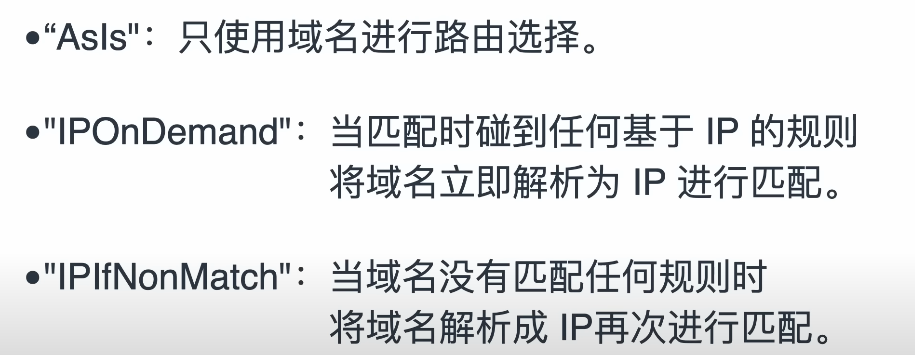 •“AsIs"：只使用域名进行路由选择。
•"IPOnDemand"：当匹配时碰到任何基于 IP 的规则
将域名立即解析为 IP 进行匹配。
•"IPIfNonMatch"：当域名没有匹配任何规则时
将域名解析成 IP再次进行匹配。